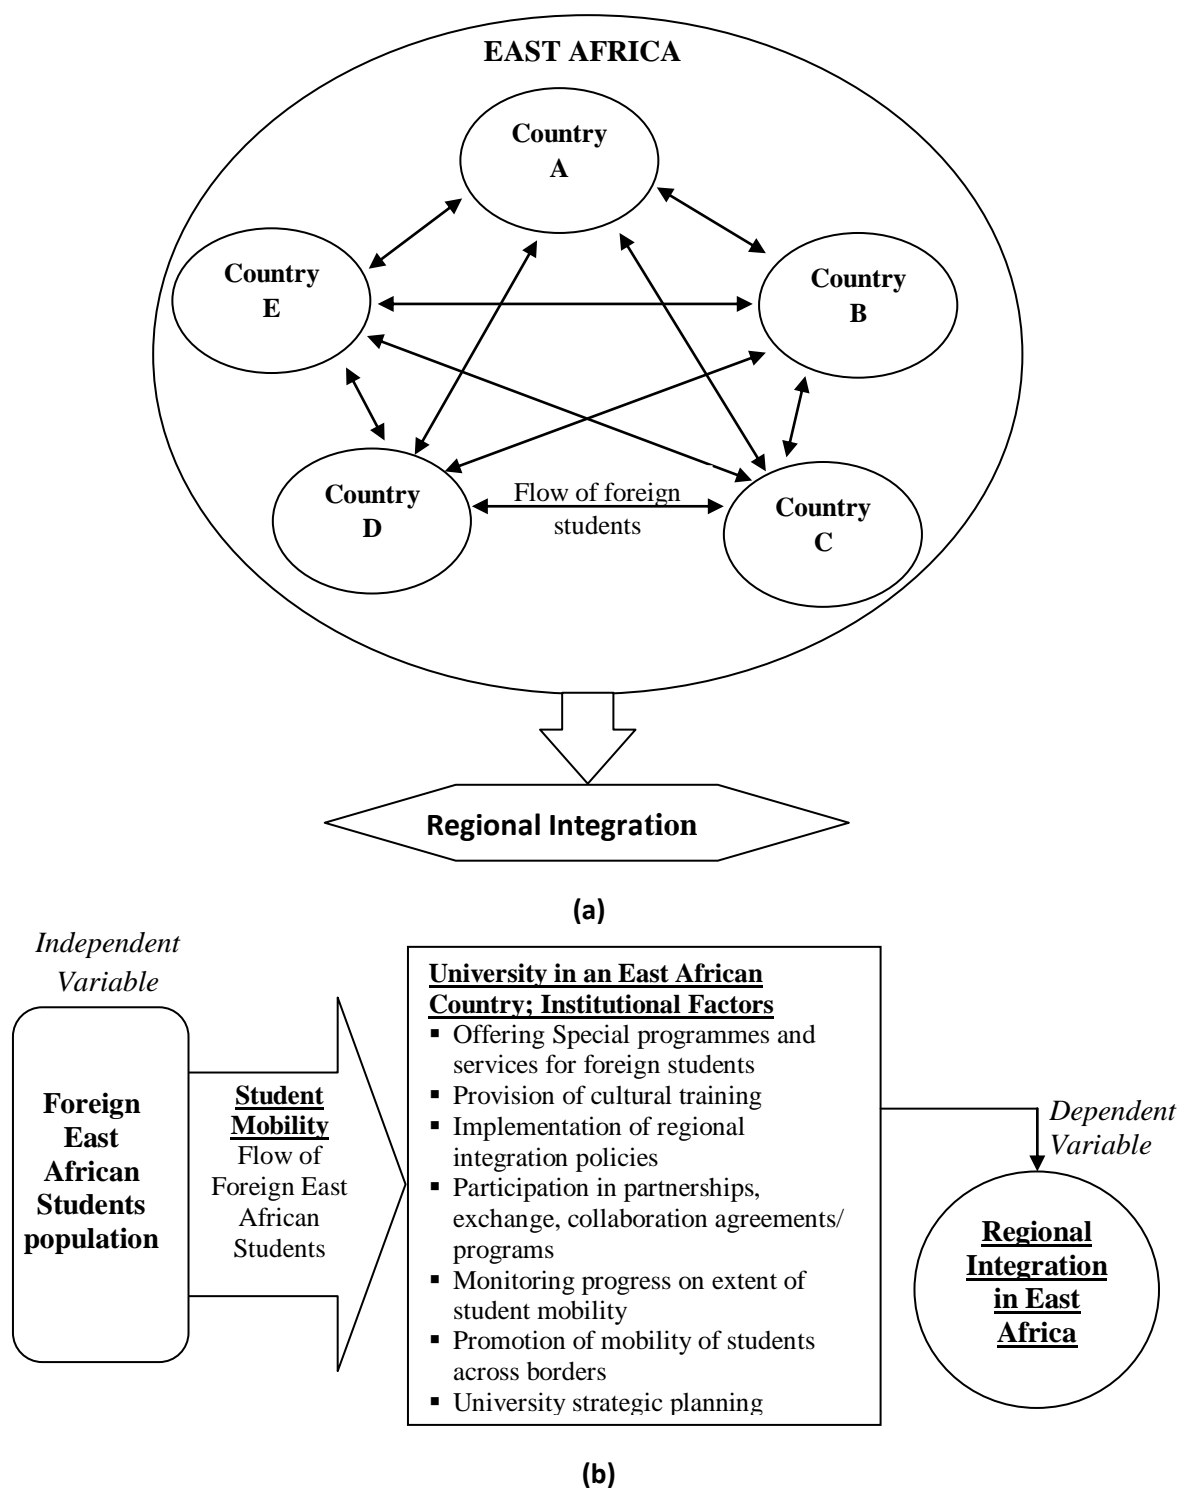 EAST AFRICA
Country
A
Country
E
Country
B
Country
D
Flow of foreign
students
Country
C
Regional Integration
(a)
Independent
Variable
Foreign
East
African
Students
population
Student
Mobility
Flow of
Foreign East
African
Students
University in an East African
Country; Institutional Factors
▪ Offering Special programmes and
services for foreign students
▪ Provision of cultural training
▪ Implementation of regional
integration policies
▪ Participation in partnerships,
exchange, collaboration agreements/
programs
▪ Monitoring progress on extent of
student mobility
▪ Promotion of mobility of students
across borders
▪ University strategic planning
Dependent
Variable
Regional
Integration
in East
Africa
(b)